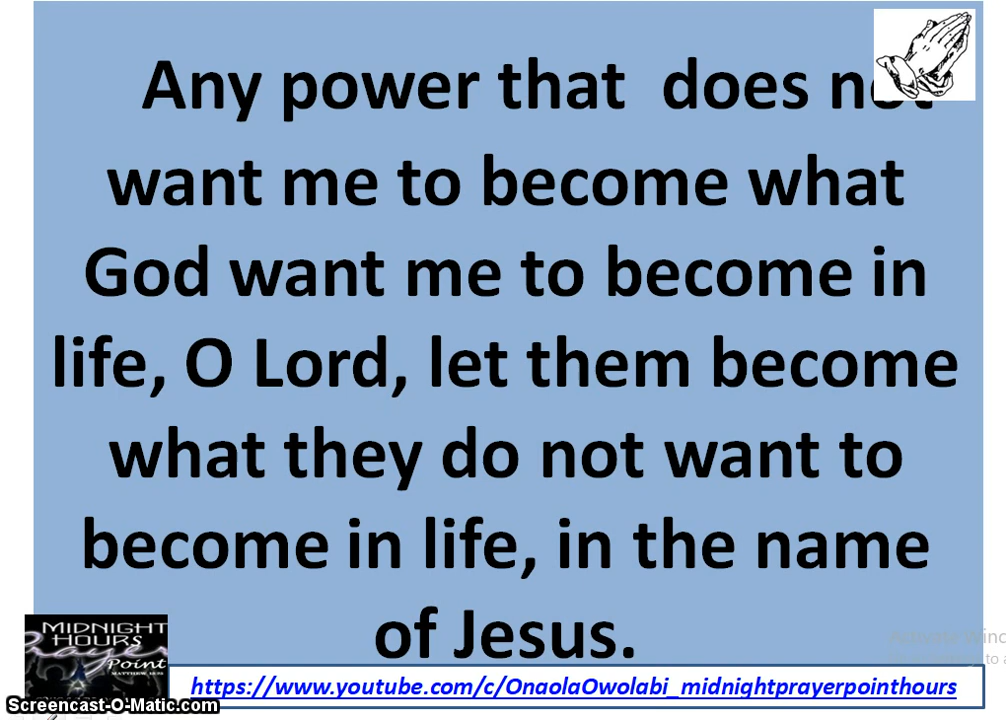 Any power that does not
want me to become what
God want me to become in
life, O Lord, let them become
what they do not want to
become in life, in the name
of Jesus.
MIDNIGHT
HOURS
Prayer
Point
https://www.youtube.com/c/OnaolaOwolabi_midnightprayerpointhours
Screencast-O-Matic.com